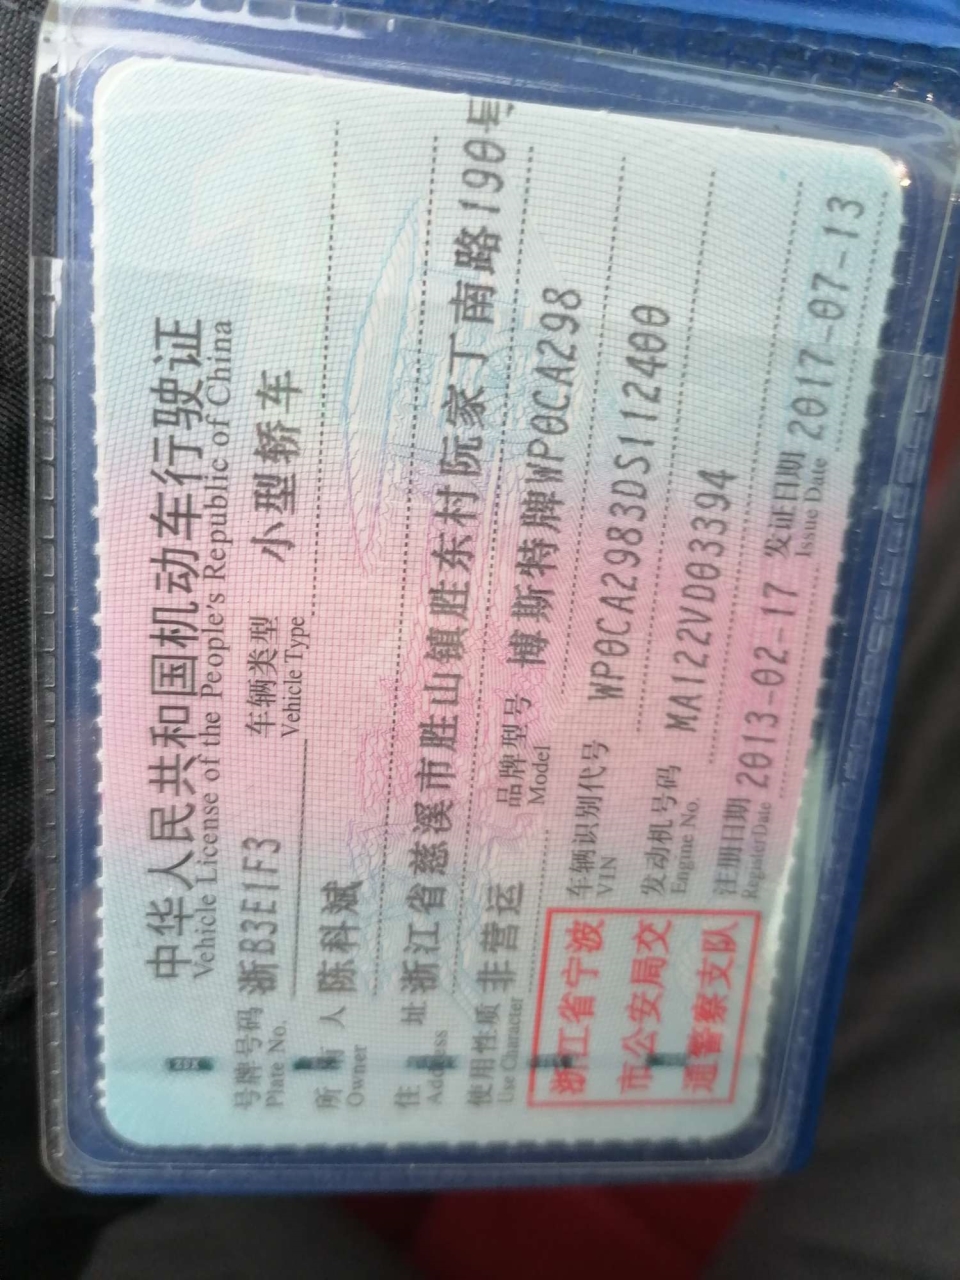 中华人民共和国机动车行驶证
Vehicle License of the People's Republic of China
号牌号码 浙B3E1F3 车辆类型 小型轿车
Plate No. Vehicle Type
所有人 陈科斌
Owner
住址 浙江省慈溪市胜山镇胜东村阮家丁南路190号
Address
使用性质 非营运 品牌型号 博斯特牌WP0CA298
Use Character Model
浙江省宁波
市公安局交
通警察支队
车辆识别代号 WP0CA2983DS112400
VIN
发动机号码 MA122VD03394
Engine No.
注册日期 2013-02-17 发证日期 2017-07-13
Register Date Issue Date